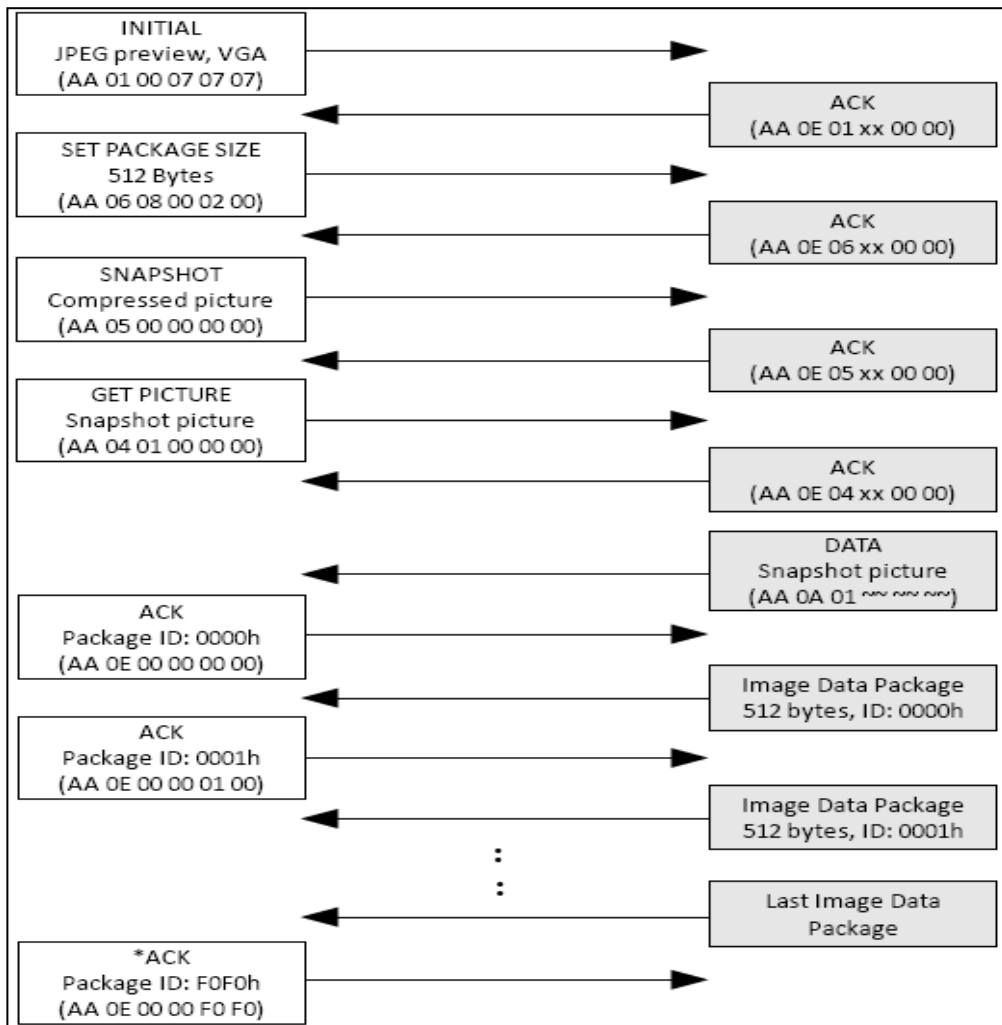 INITIAL
JPEG preview, VGA
(AA 01 00 07 07 07)
ACK
(AA 0E 01 xx 00 00)
SET PACKAGE SIZE
512 Bytes
(AA 06 08 00 02 00)
ACK
(AA 0E 06 xx 00 00)
SNAPSHOT
Compressed picture
(AA 05 00 00 00 00)
ACK
(AA 0E 05 xx 00 00)
GET PICTURE
Snapshot picture
(AA 04 01 00 00 00)
ACK
(AA 0E 04 xx 00 00)
DATA
Snapshot picture
(AA 0A 01 ~~ ~~ ~~)
ACK
Package ID: 0000h
(AA 0E 00 00 00 00)
Image Data Package
512 bytes, ID: 0000h
ACK
Package ID: 0001h
(AA 0E 00 00 01 00)
Image Data Package
512 bytes, ID: 0001h
Last Image Data
Package
*ACK
Package ID: F0F0h
(AA 0E 00 00 F0 F0)